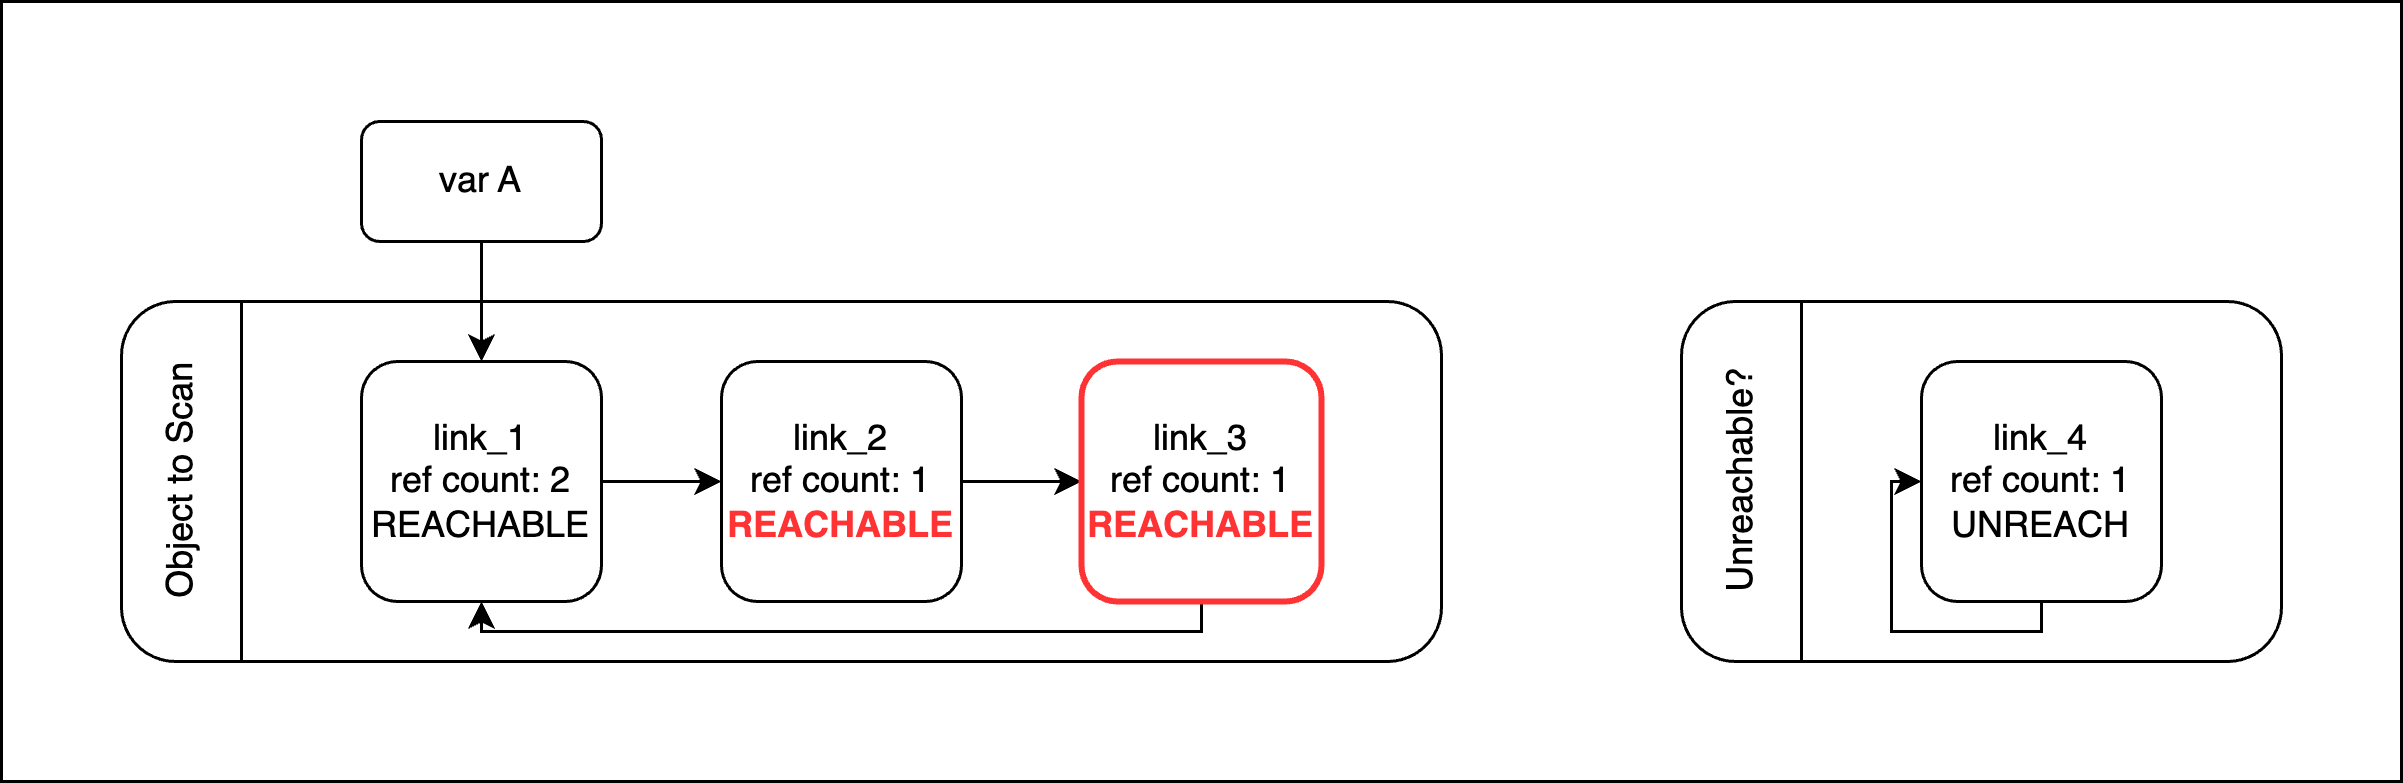 var A
Object to Scan
link_1
ref count: 2
REACHABLE
link_2
ref count: 1
REACHABLE
link_3
ref count: 1
REACHABLE
Unreachable?
link_4
ref count: 1
UNREACH